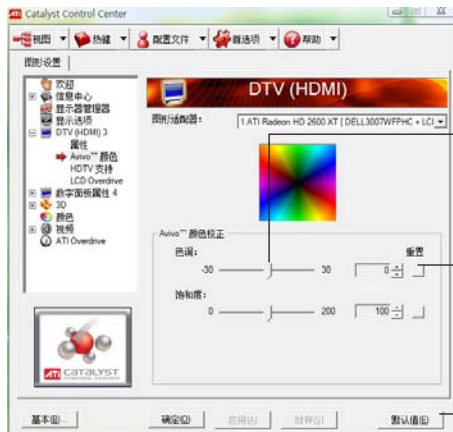 Catalyst Control Center
视图 热键 配置文件 首选项 帮助
图形设置
欢迎
信息中心
显示器管理器
显示选项
DTV (HDMI) 3
属性
Avivo™ 颜色
HDTV 支持
LCD Overdrive
数字面板属性 4
3D
颜色
视频
ATI Overdrive
DTV (HDMI)
图形适配器:
1.ATI Radeon HD 2600 XT [ DELL3007WFPHC + LCI
Avivo™ 颜色校正
色调: 重置
-30 30 0
饱和度:
0 200 100
ATI CATALYST
基本(B)... 确定(O) 应用(A) 放弃(S) 默认值(E)